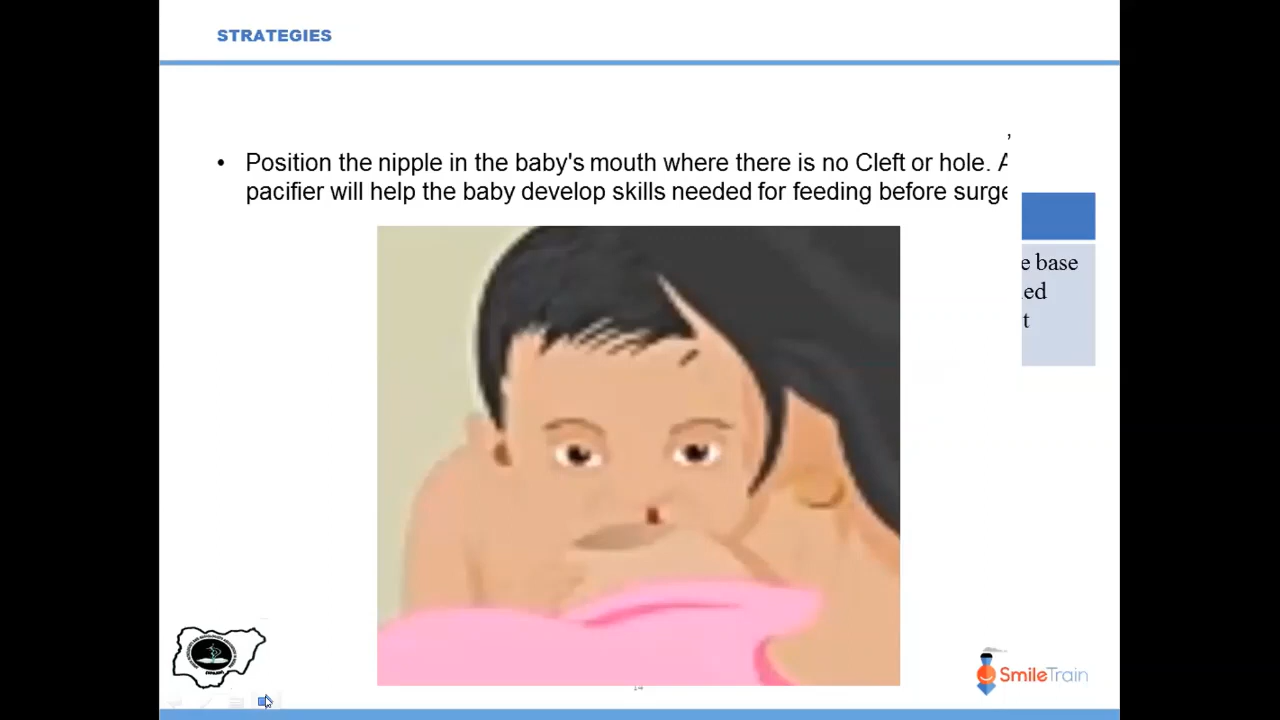 STRATEGIES
,
• Position the nipple in the baby's mouth where there is no Cleft or hole. A
pacifier will help the baby develop skills needed for feeding before surge
e base
ed
t
14
SmileTrain